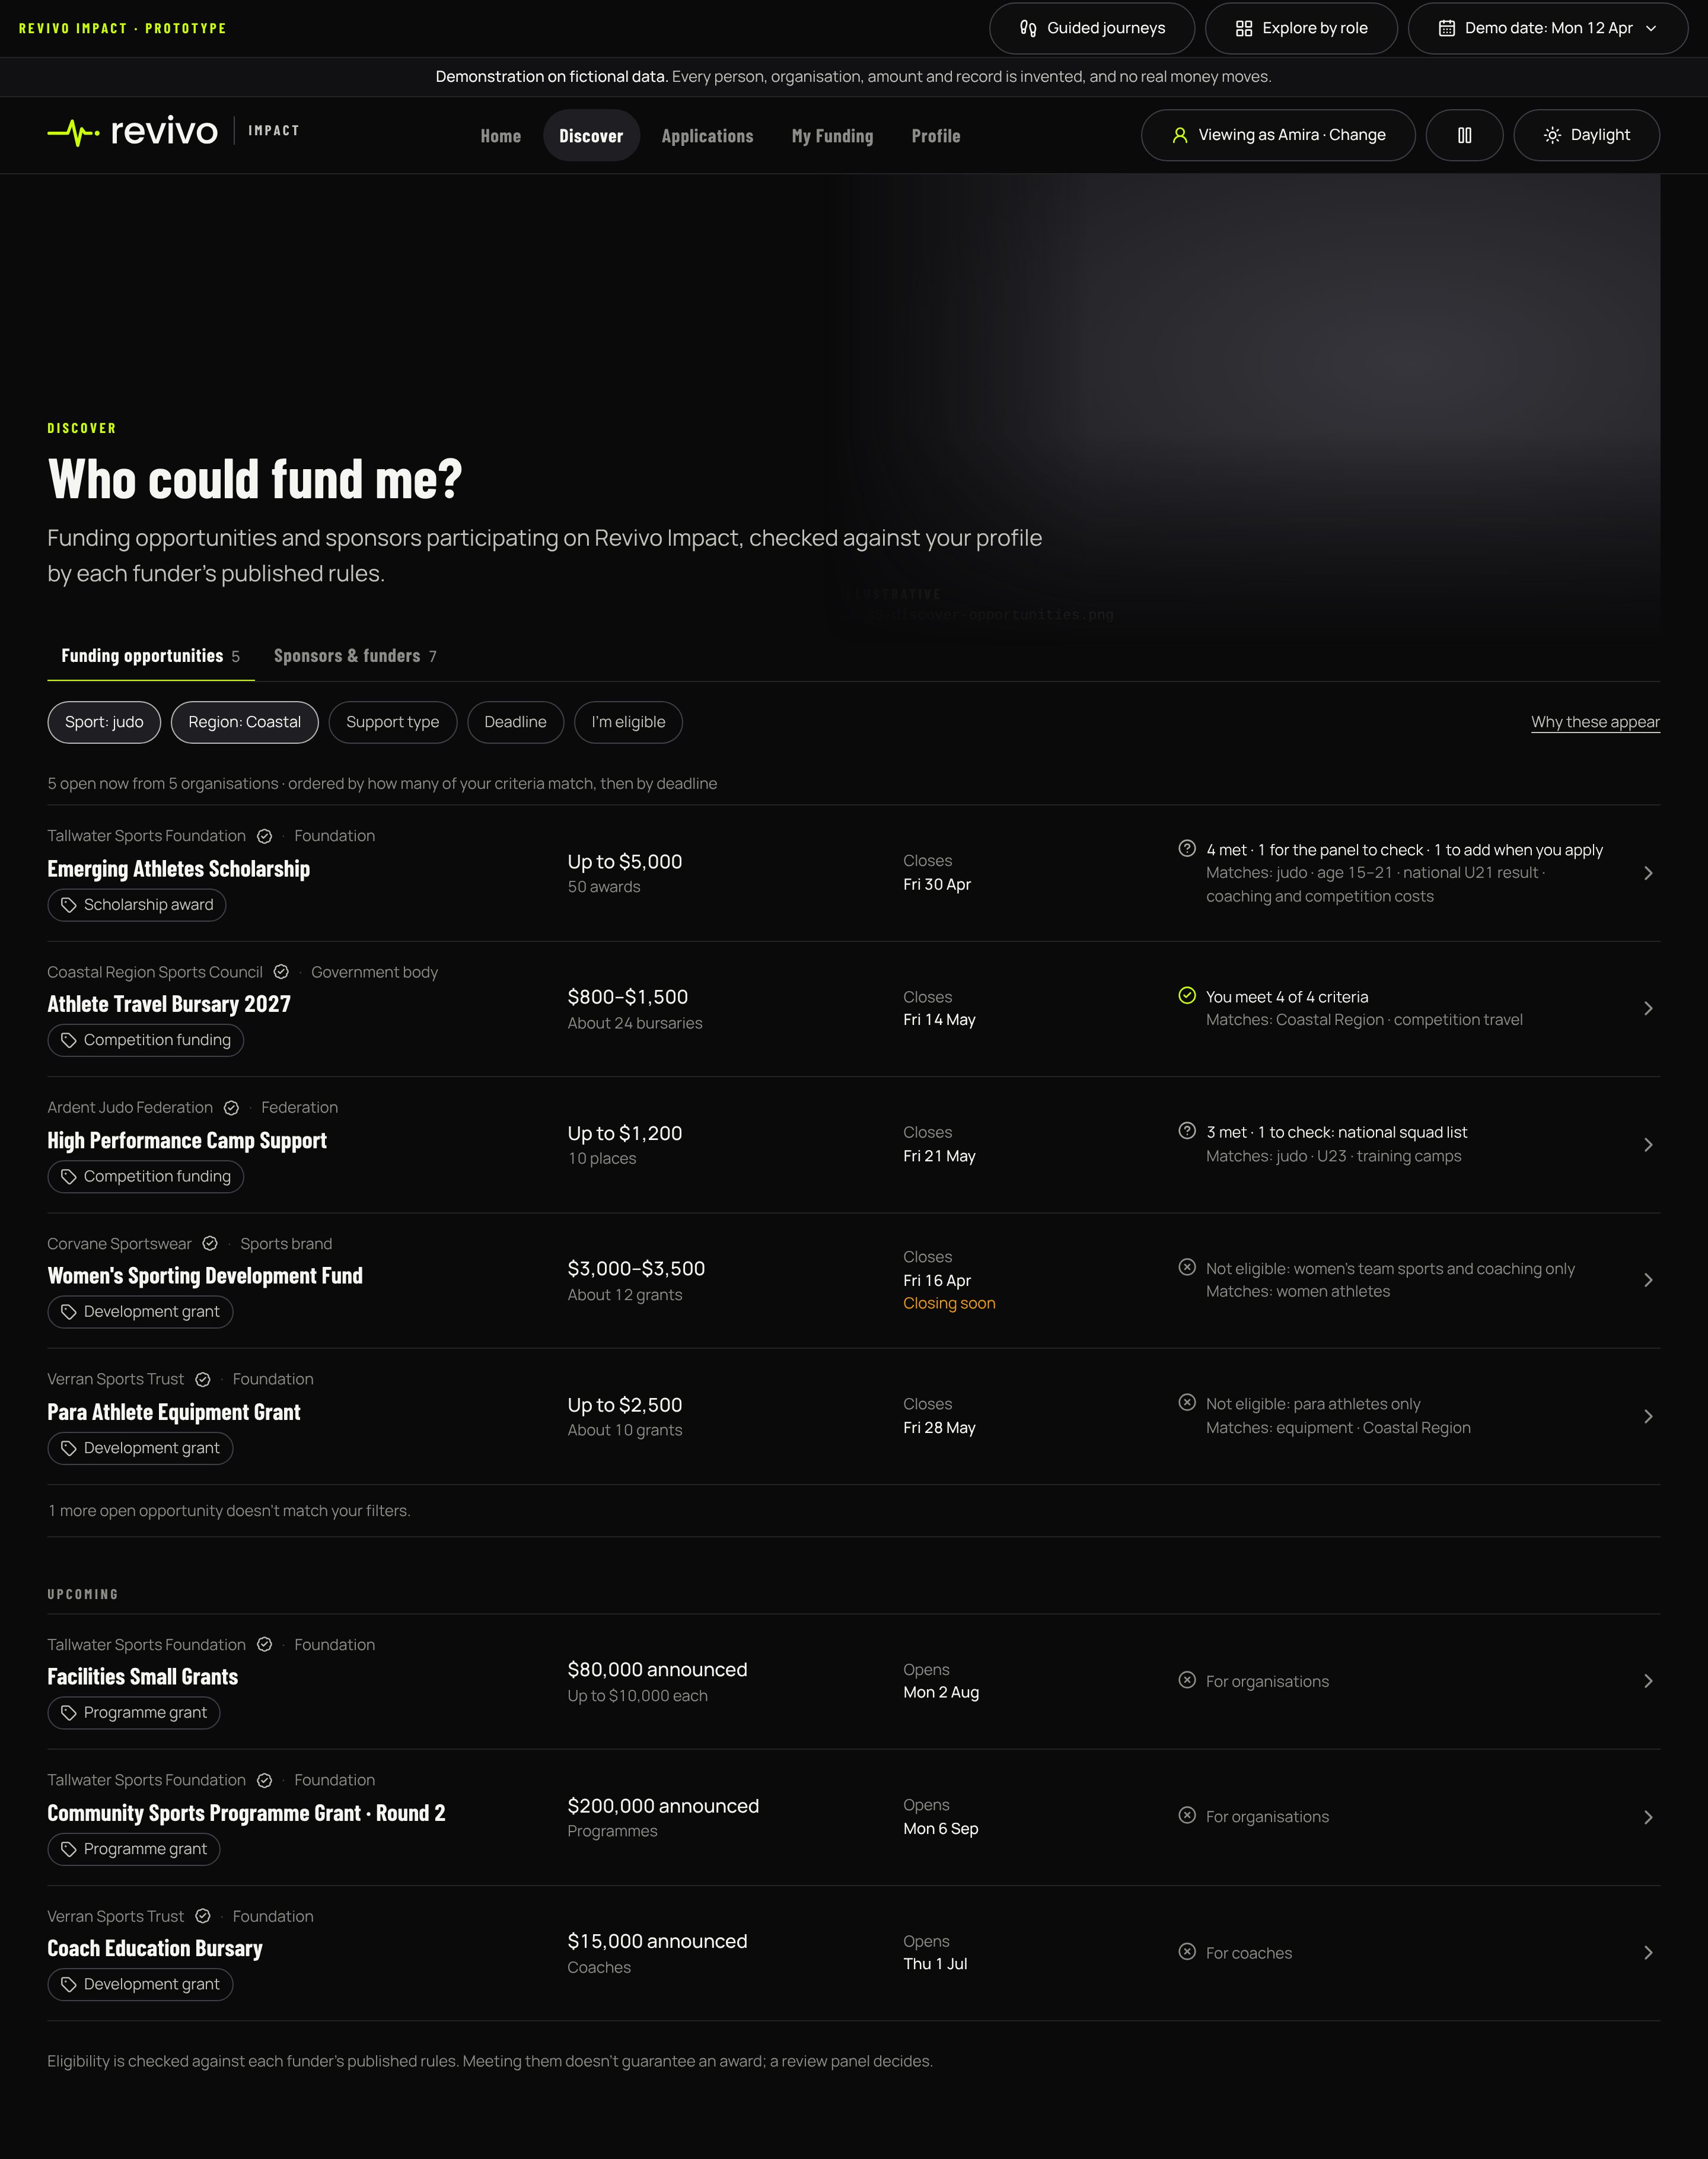 REVIVO IMPACT · PROTOTYPE
Guided journeys
Explore by role
Demo date: Mon 12 Apr
Demonstration on fictional data. Every person, organisation, amount and record is invented, and no real money moves.
revivo
IMPACT
Home
Discover
Applications
My Funding
Profile
Viewing as Amira · Change
Daylight
DISCOVER
Who could fund me?
Funding opportunities and sponsors participating on Revivo Impact, checked against your profile
by each funder's published rules.
opportunities.png
Funding opportunities 5
Sponsors & funders 7
Sport: judo
Region: Coastal
Support type
Deadline
I'm eligible
Why these appear
5 open now from 5 organisations · ordered by how many of your criteria match, then by deadline
Tallwater Sports Foundation · Foundation
Emerging Athletes Scholarship
Scholarship award
Up to $5,000
50 awards
Closes
Fri 30 Apr
4 met · 1 for the panel to check · 1 to add when you apply
Matches: judo · age 15–21 · national U21 result ·
coaching and competition costs
Coastal Region Sports Council · Government body
Athlete Travel Bursary 2027
Competition funding
$800–$1,500
About 24 bursaries
Closes
Fri 14 May
You meet 4 of 4 criteria
Matches: Coastal Region · competition travel
Ardent Judo Federation · Federation
High Performance Camp Support
Competition funding
Up to $1,200
10 places
Closes
Fri 21 May
3 met · 1 to check: national squad list
Matches: judo · U23 · training camps
Corvane Sportswear · Sports brand
Women's Sporting Development Fund
Development grant
$3,000–$3,500
About 12 grants
Closes
Fri 16 Apr
Closing soon
Not eligible: women's team sports and coaching only
Matches: women athletes
Verran Sports Trust · Foundation
Para Athlete Equipment Grant
Development grant
Up to $2,500
About 10 grants
Closes
Fri 28 May
Not eligible: para athletes only
Matches: equipment · Coastal Region
1 more open opportunity doesn't match your filters.
UPCOMING
Tallwater Sports Foundation · Foundation
Facilities Small Grants
Programme grant
$80,000 announced
Up to $10,000 each
Opens
Mon 2 Aug
For organisations
Tallwater Sports Foundation · Foundation
Community Sports Programme Grant · Round 2
Programme grant
$200,000 announced
Programmes
Opens
Mon 6 Sep
For organisations
Verran Sports Trust · Foundation
Coach Education Bursary
Development grant
$15,000 announced
Coaches
Opens
Thu 1 Jul
For coaches
Eligibility is checked against each funder's published rules. Meeting them doesn't guarantee an award; a review panel decides.